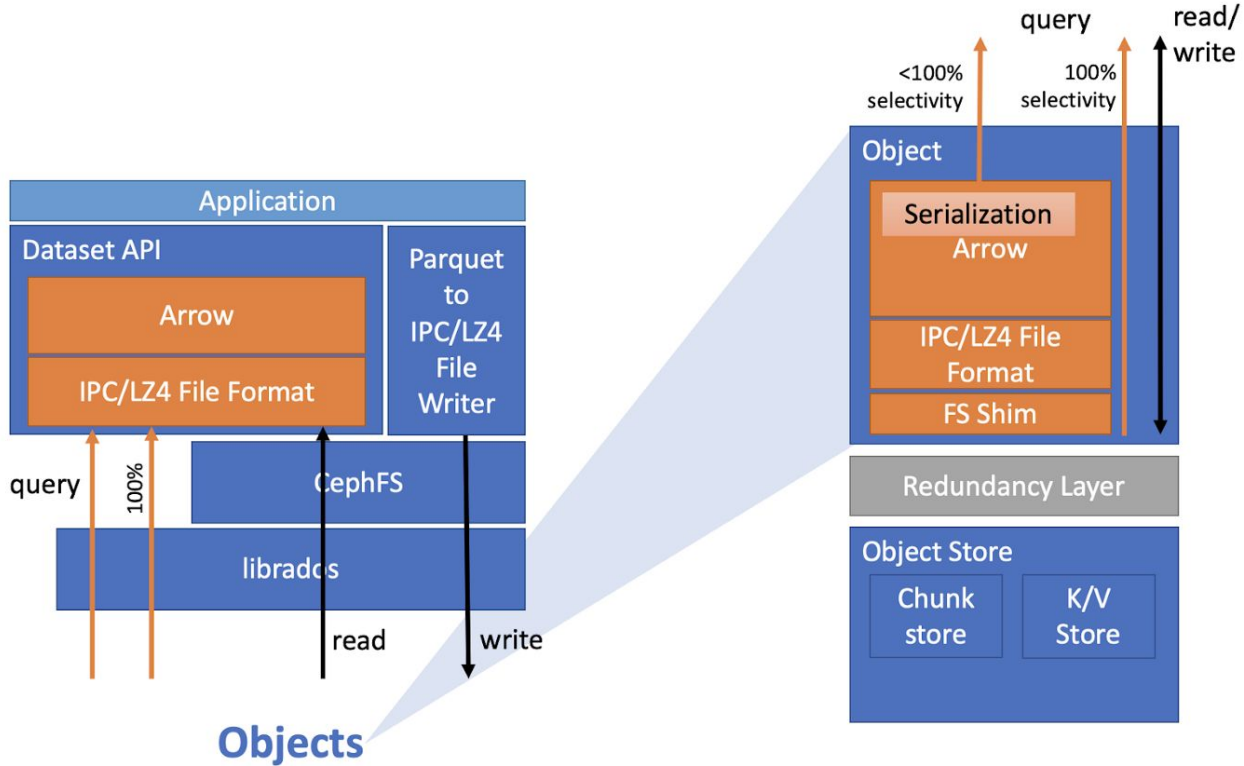 Application
Dataset API
Arrow
IPC/LZ4 File Format
Parquet
to
IPC/LZ4
File
Writer
query
100%
CephFS
librados
read
write
Objects
query
read/
write
<100%
selectivity
100%
selectivity
Object
Serialization
Arrow
IPC/LZ4 File
Format
FS Shim
Redundancy Layer
Object Store
Chunk
store
K/V
Store